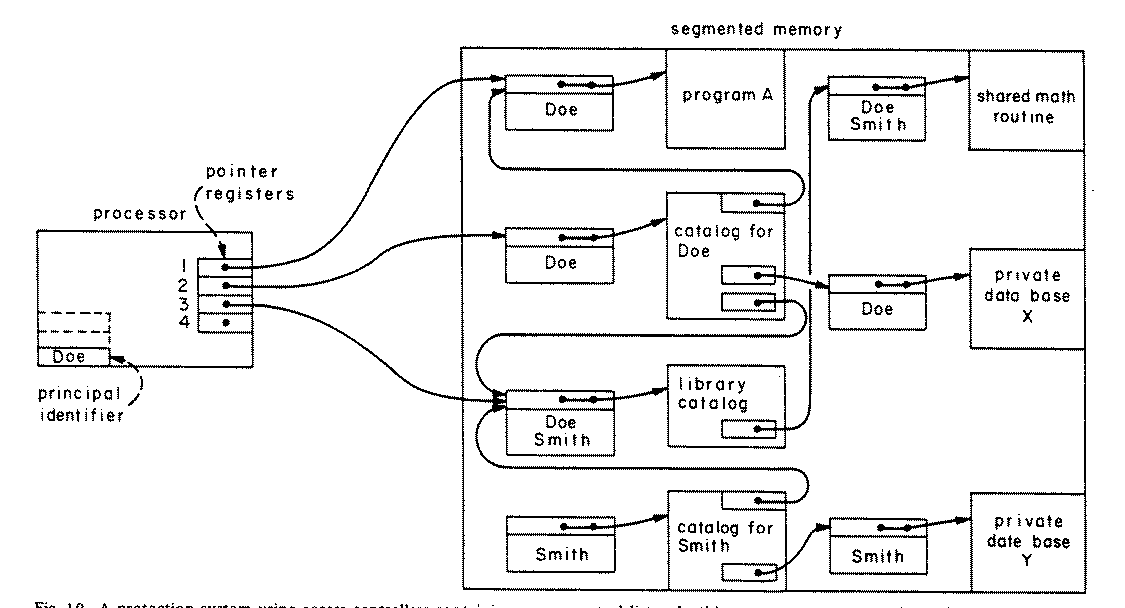 segmented memory
Doe
program A
Doe
Smith
shared math
routine
pointer
registers
processor
1
2
3
4
Doe
principal
identifier
Doe
catalog for
Doe
Doe
private
data base
X
Doe
Smith
library
catalog
Smith
catalog for
Smith
Smith
private
date base
Y
Fig. 10. A protection system using access controllers